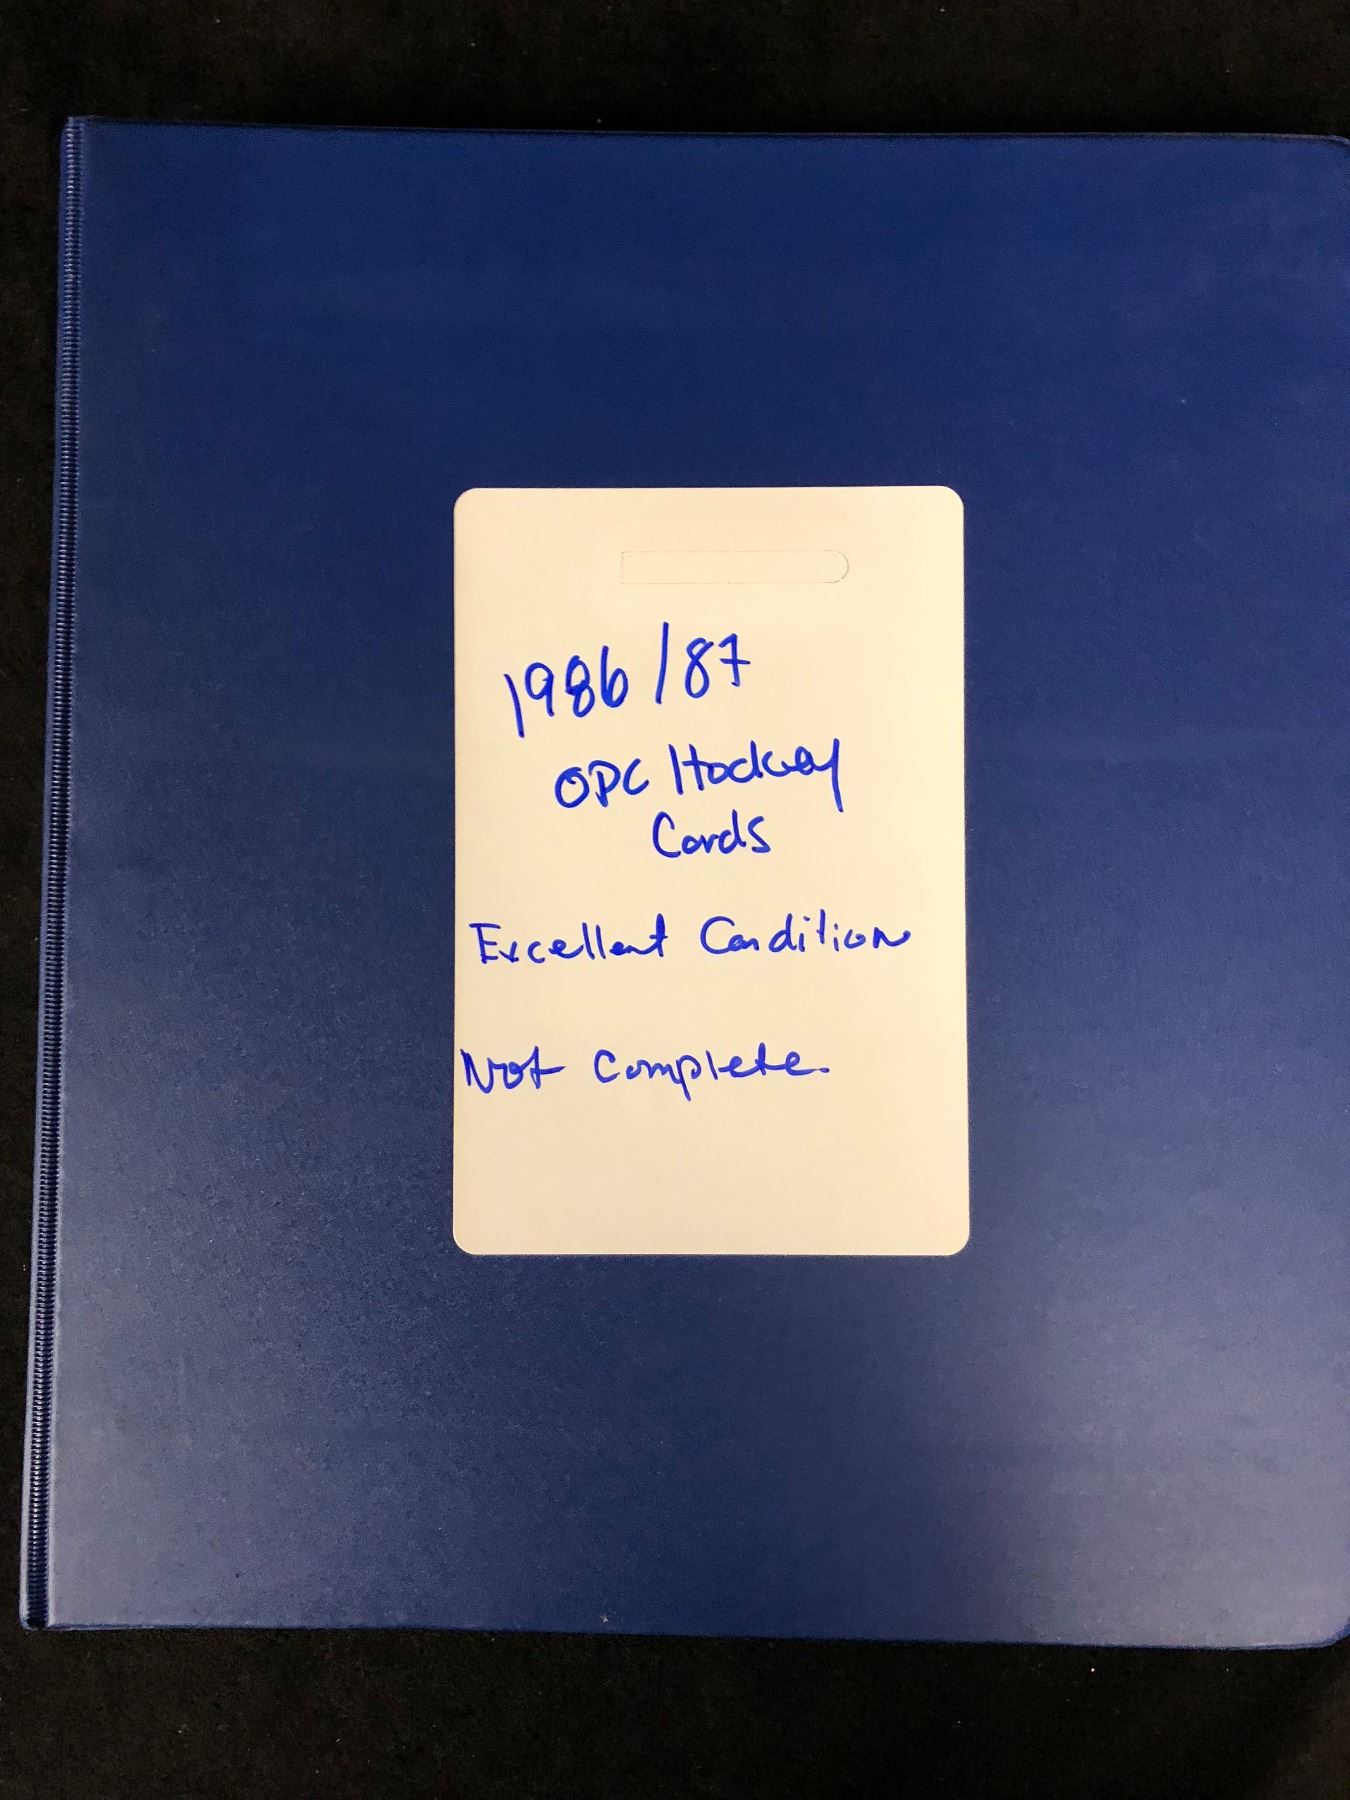 1986/87
OPC Hockey
Cards
Excellent Condition
Not Complete.